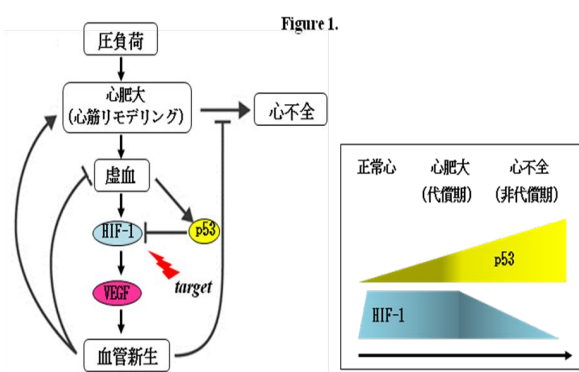 Figure 1.
圧負荷
心肥大
(心筋リモデリング)
心不全
虚血
HIF-1
p53
target
VEGF
血管新生
正常心
心肥大
(代償期)
心不全
(非代償期)
p53
HIF-1